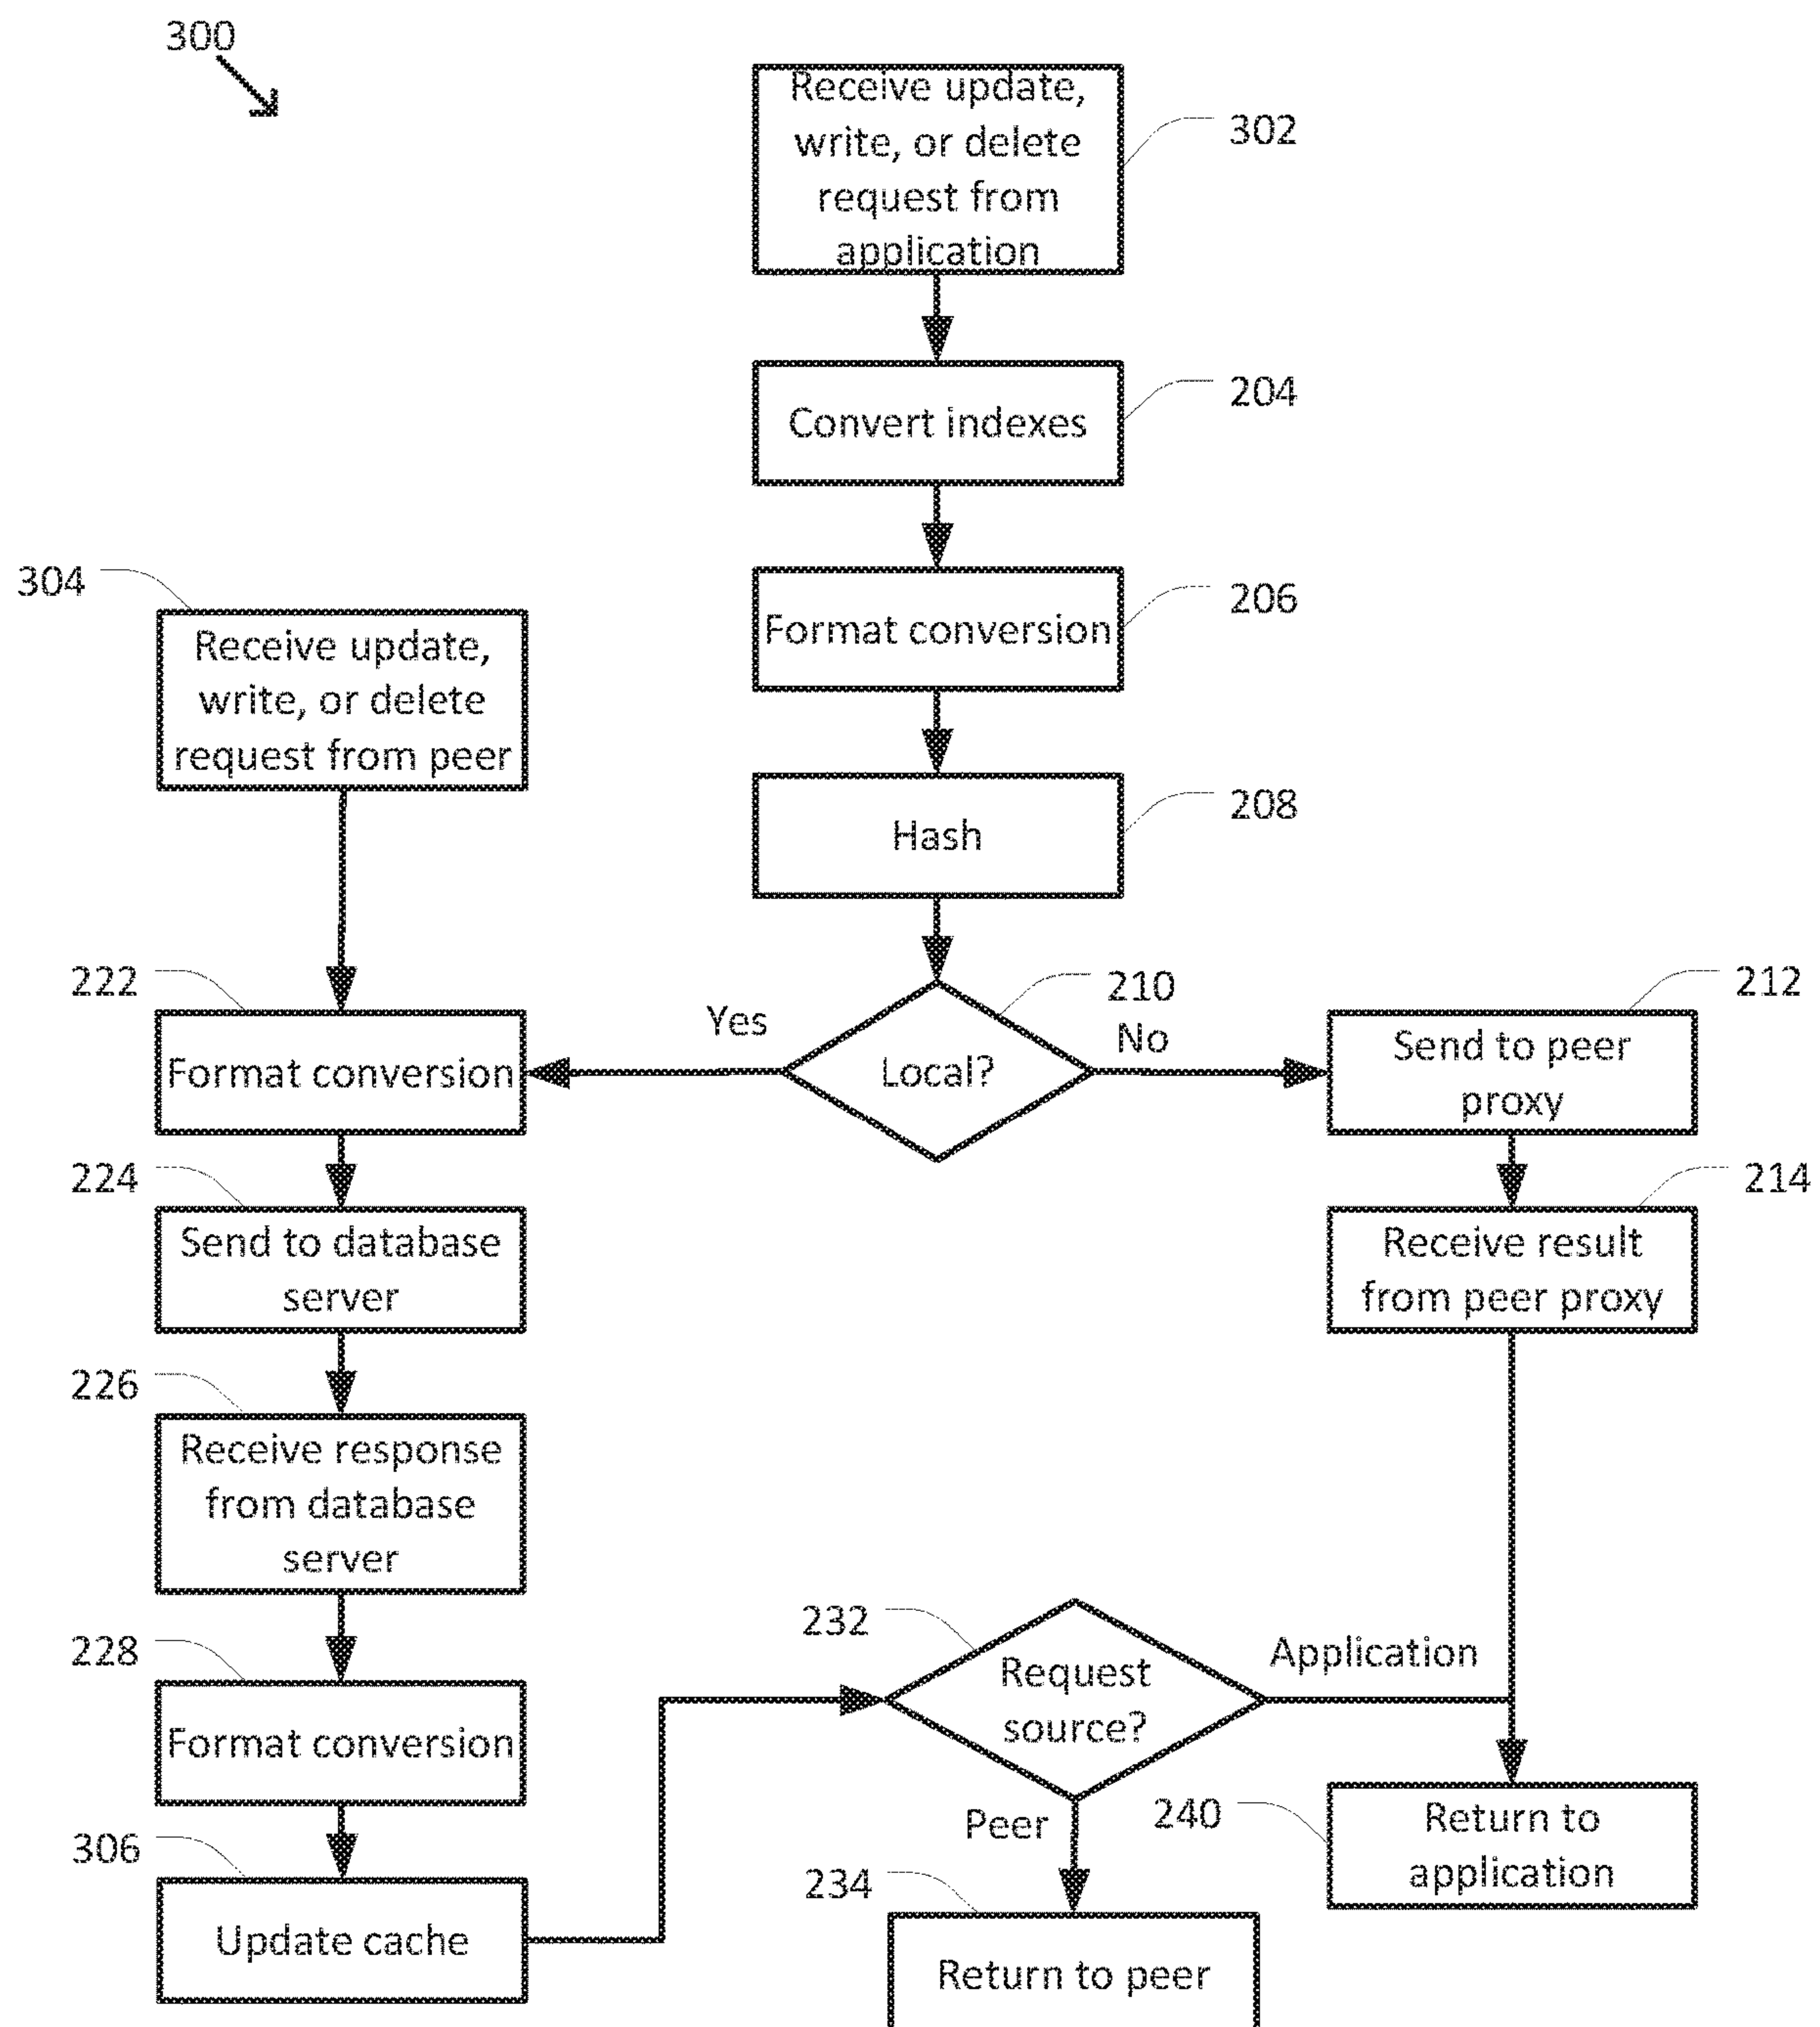 300
Receive update,
write, or delete
request from
application
302
Convert indexes
204
Format conversion
206
304
Receive update,
write, or delete
request from peer
Hash
208
222
Format conversion
Yes
Local?
210
No
212
Send to peer
proxy
224
Send to database
server
214
Receive result
from peer proxy
226
Receive response
from database
server
228
Format conversion
232
Request
source?
Application
Peer
240
Return to
application
306
Update cache
234
Return to peer